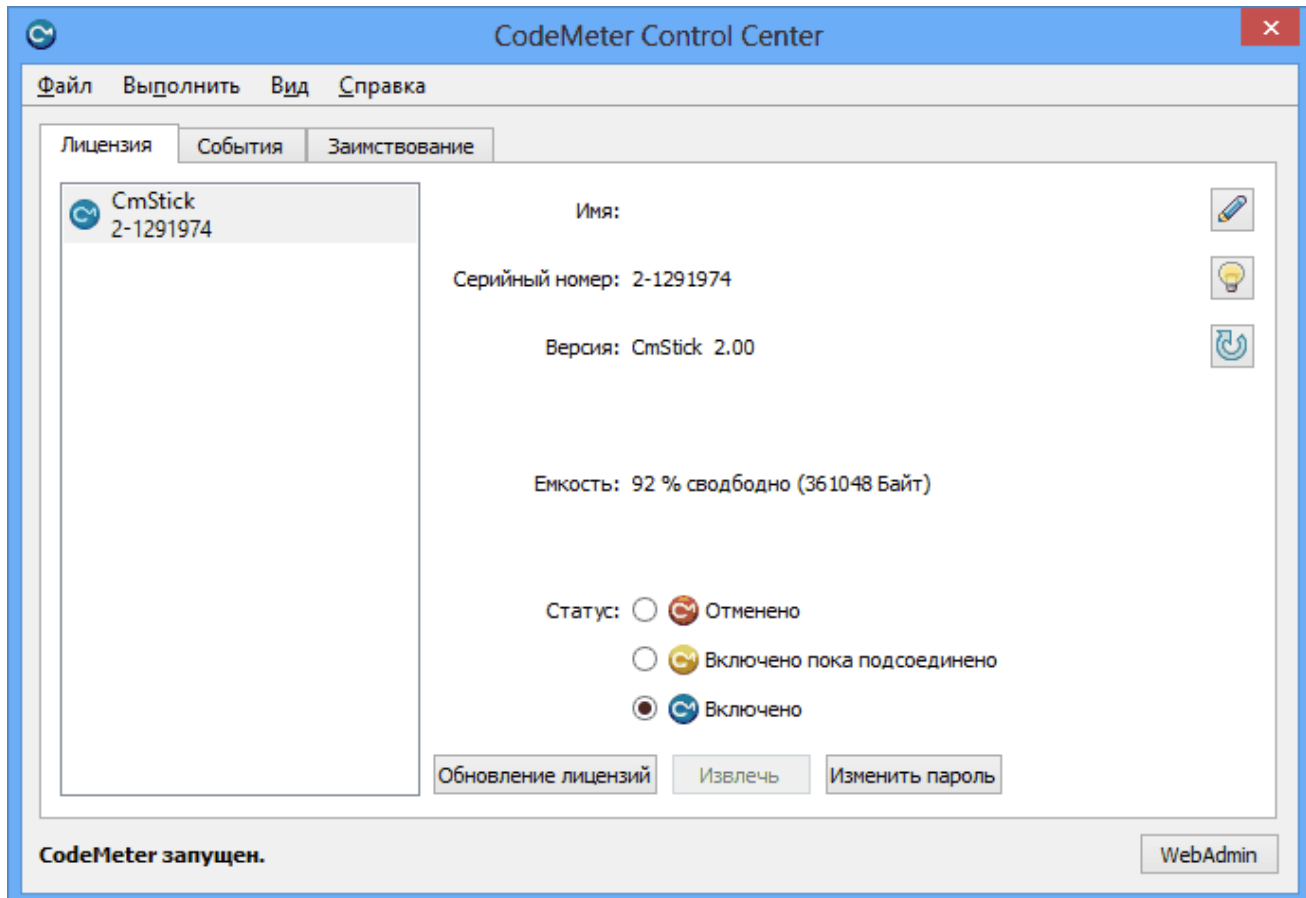 CodeMeter Control Center
Файл Выполнить Вид Справка
Лицензия События Заимствование
CmStick
2-1291974
Имя:
Серийный номер: 2-1291974
Версия: CmStick 2.00
Емкость: 92 % сводбодно (361048 Байт)
Статус: Отменено
Включено пока подсоединено
Включено
Обновление лицензий Извлечь Изменить пароль
CodeMeter запущен. WebAdmin